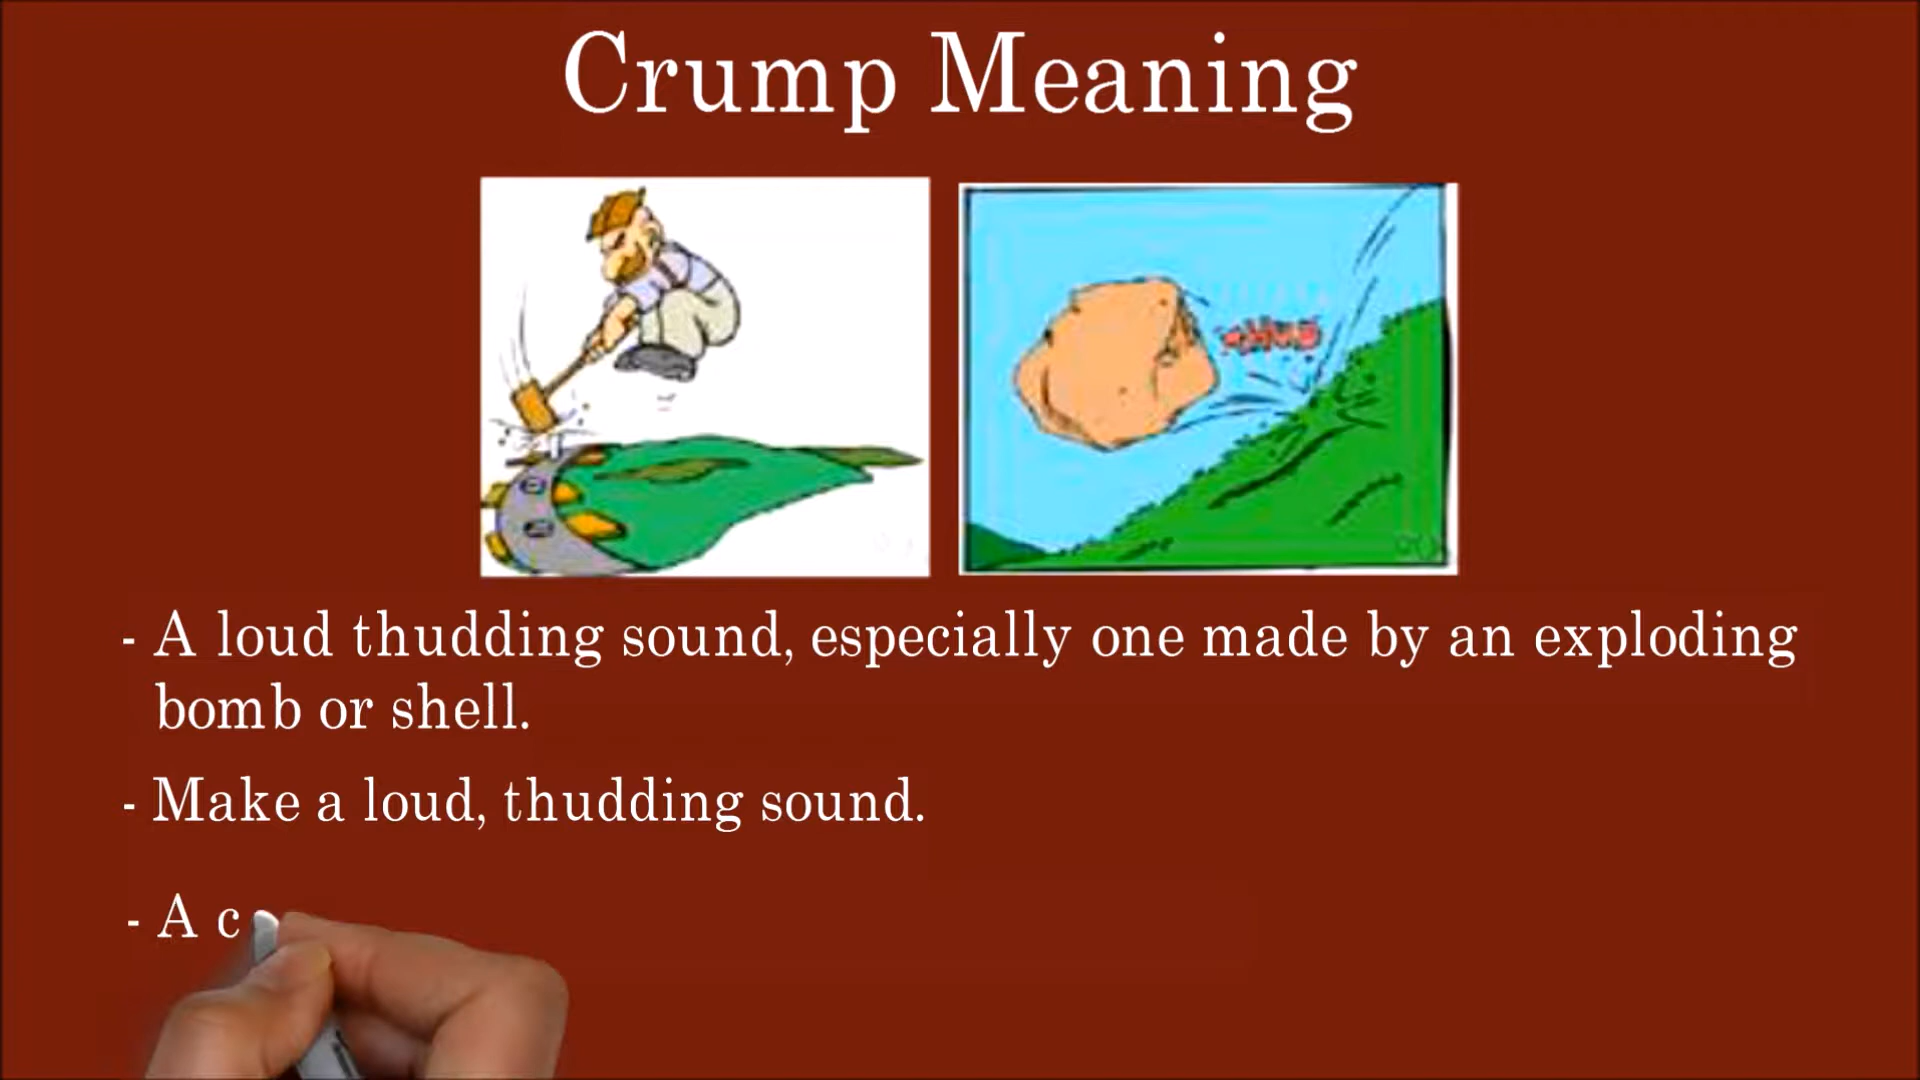 Crump Meaning
- A loud thudding sound, especially one made by an exploding
bomb or shell.
- Make a loud, thudding sound.
- A c